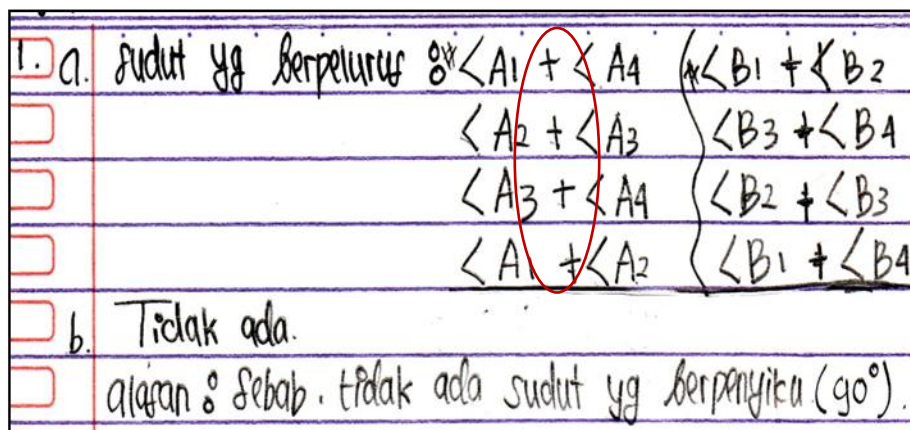 1. a. sudut yg berpelurus : * <A1 + <A4 * <B1 + <B2
<A2 + <A3 <B3 + <B4
<A3 + <A4 <B2 + <B3
<A1 + <A2 <B1 + <B4
b. Tidak ada.
alasan : sebab. tidak ada sudut yg berpenyiku (90°).